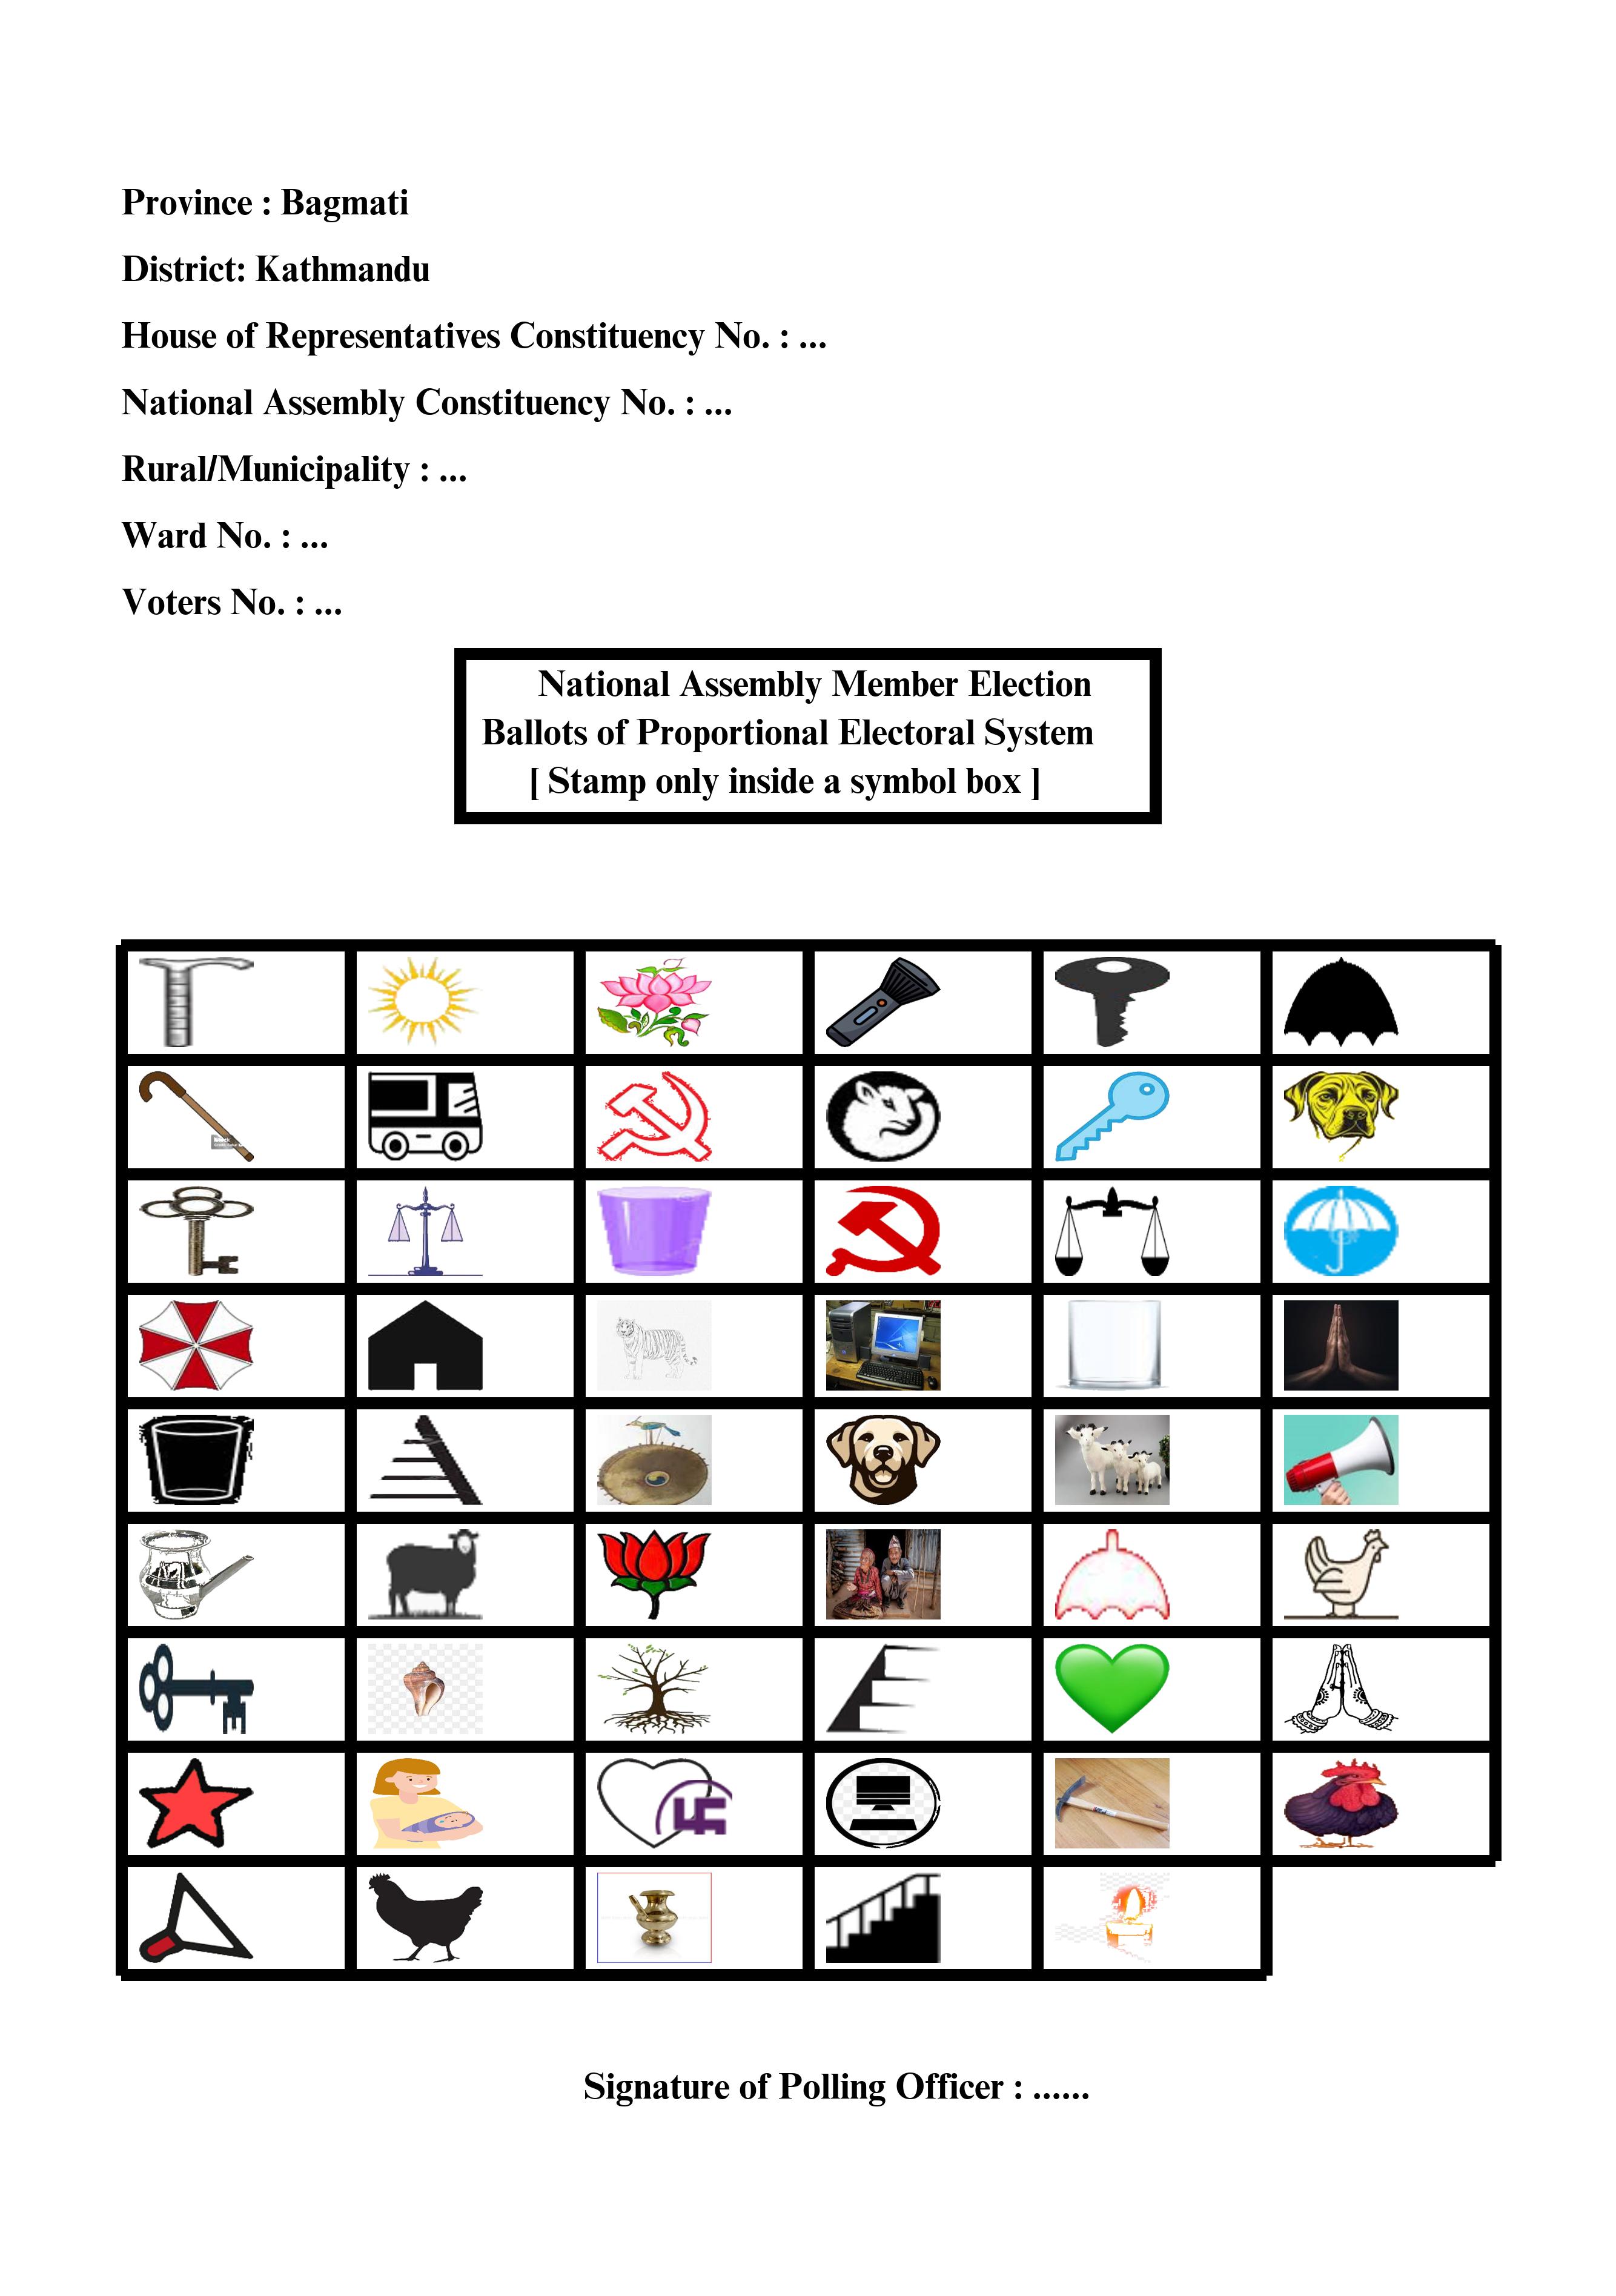 Province : Bagmati
District: Kathmandu
House of Representatives Constituency No. : ...
National Assembly Constituency No. : ...
Rural/Municipality : ...
Ward No. : ...
Voters No. : ...
National Assembly Member Election
Ballots of Proportional Electoral System
[ Stamp only inside a symbol box ]
Signature of Polling Officer : ......